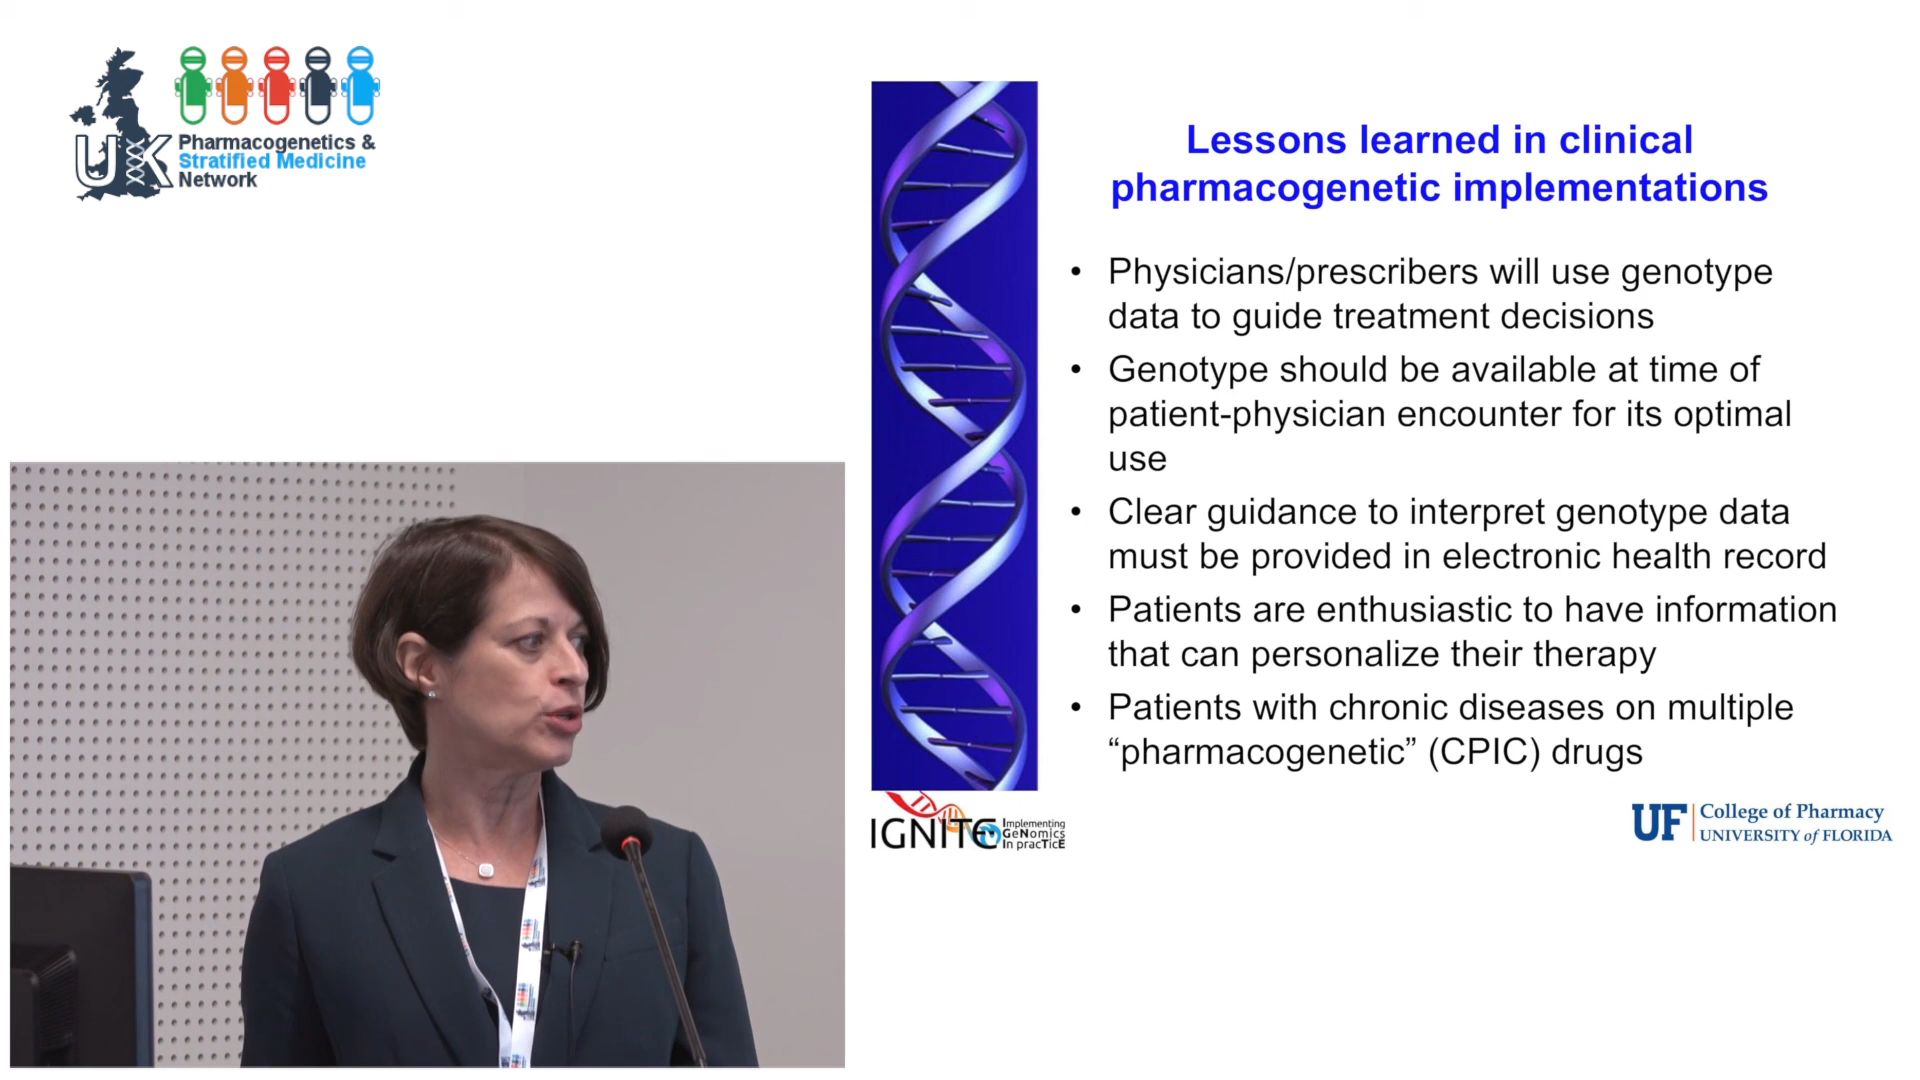 UK
Pharmacogenetics &
Stratified Medicine
Network
Lessons learned in clinical
pharmacogenetic implementations
• Physicians/prescribers will use genotype
data to guide treatment decisions
• Genotype should be available at time of
patient-physician encounter for its optimal
use
• Clear guidance to interpret genotype data
must be provided in electronic health record
• Patients are enthusiastic to have information
that can personalize their therapy
• Patients with chronic diseases on multiple
“pharmacogenetic” (CPIC) drugs
IGNITE
Implementing
GeNomics
In pracTicE
UF
College of Pharmacy
UNIVERSITY of FLORIDA